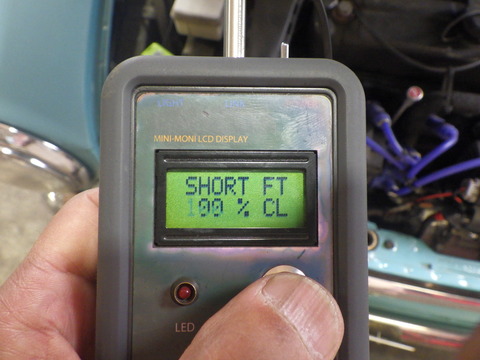 MINI-MONI LCD DISPLAY
SHORT FT
100 % CL
LED